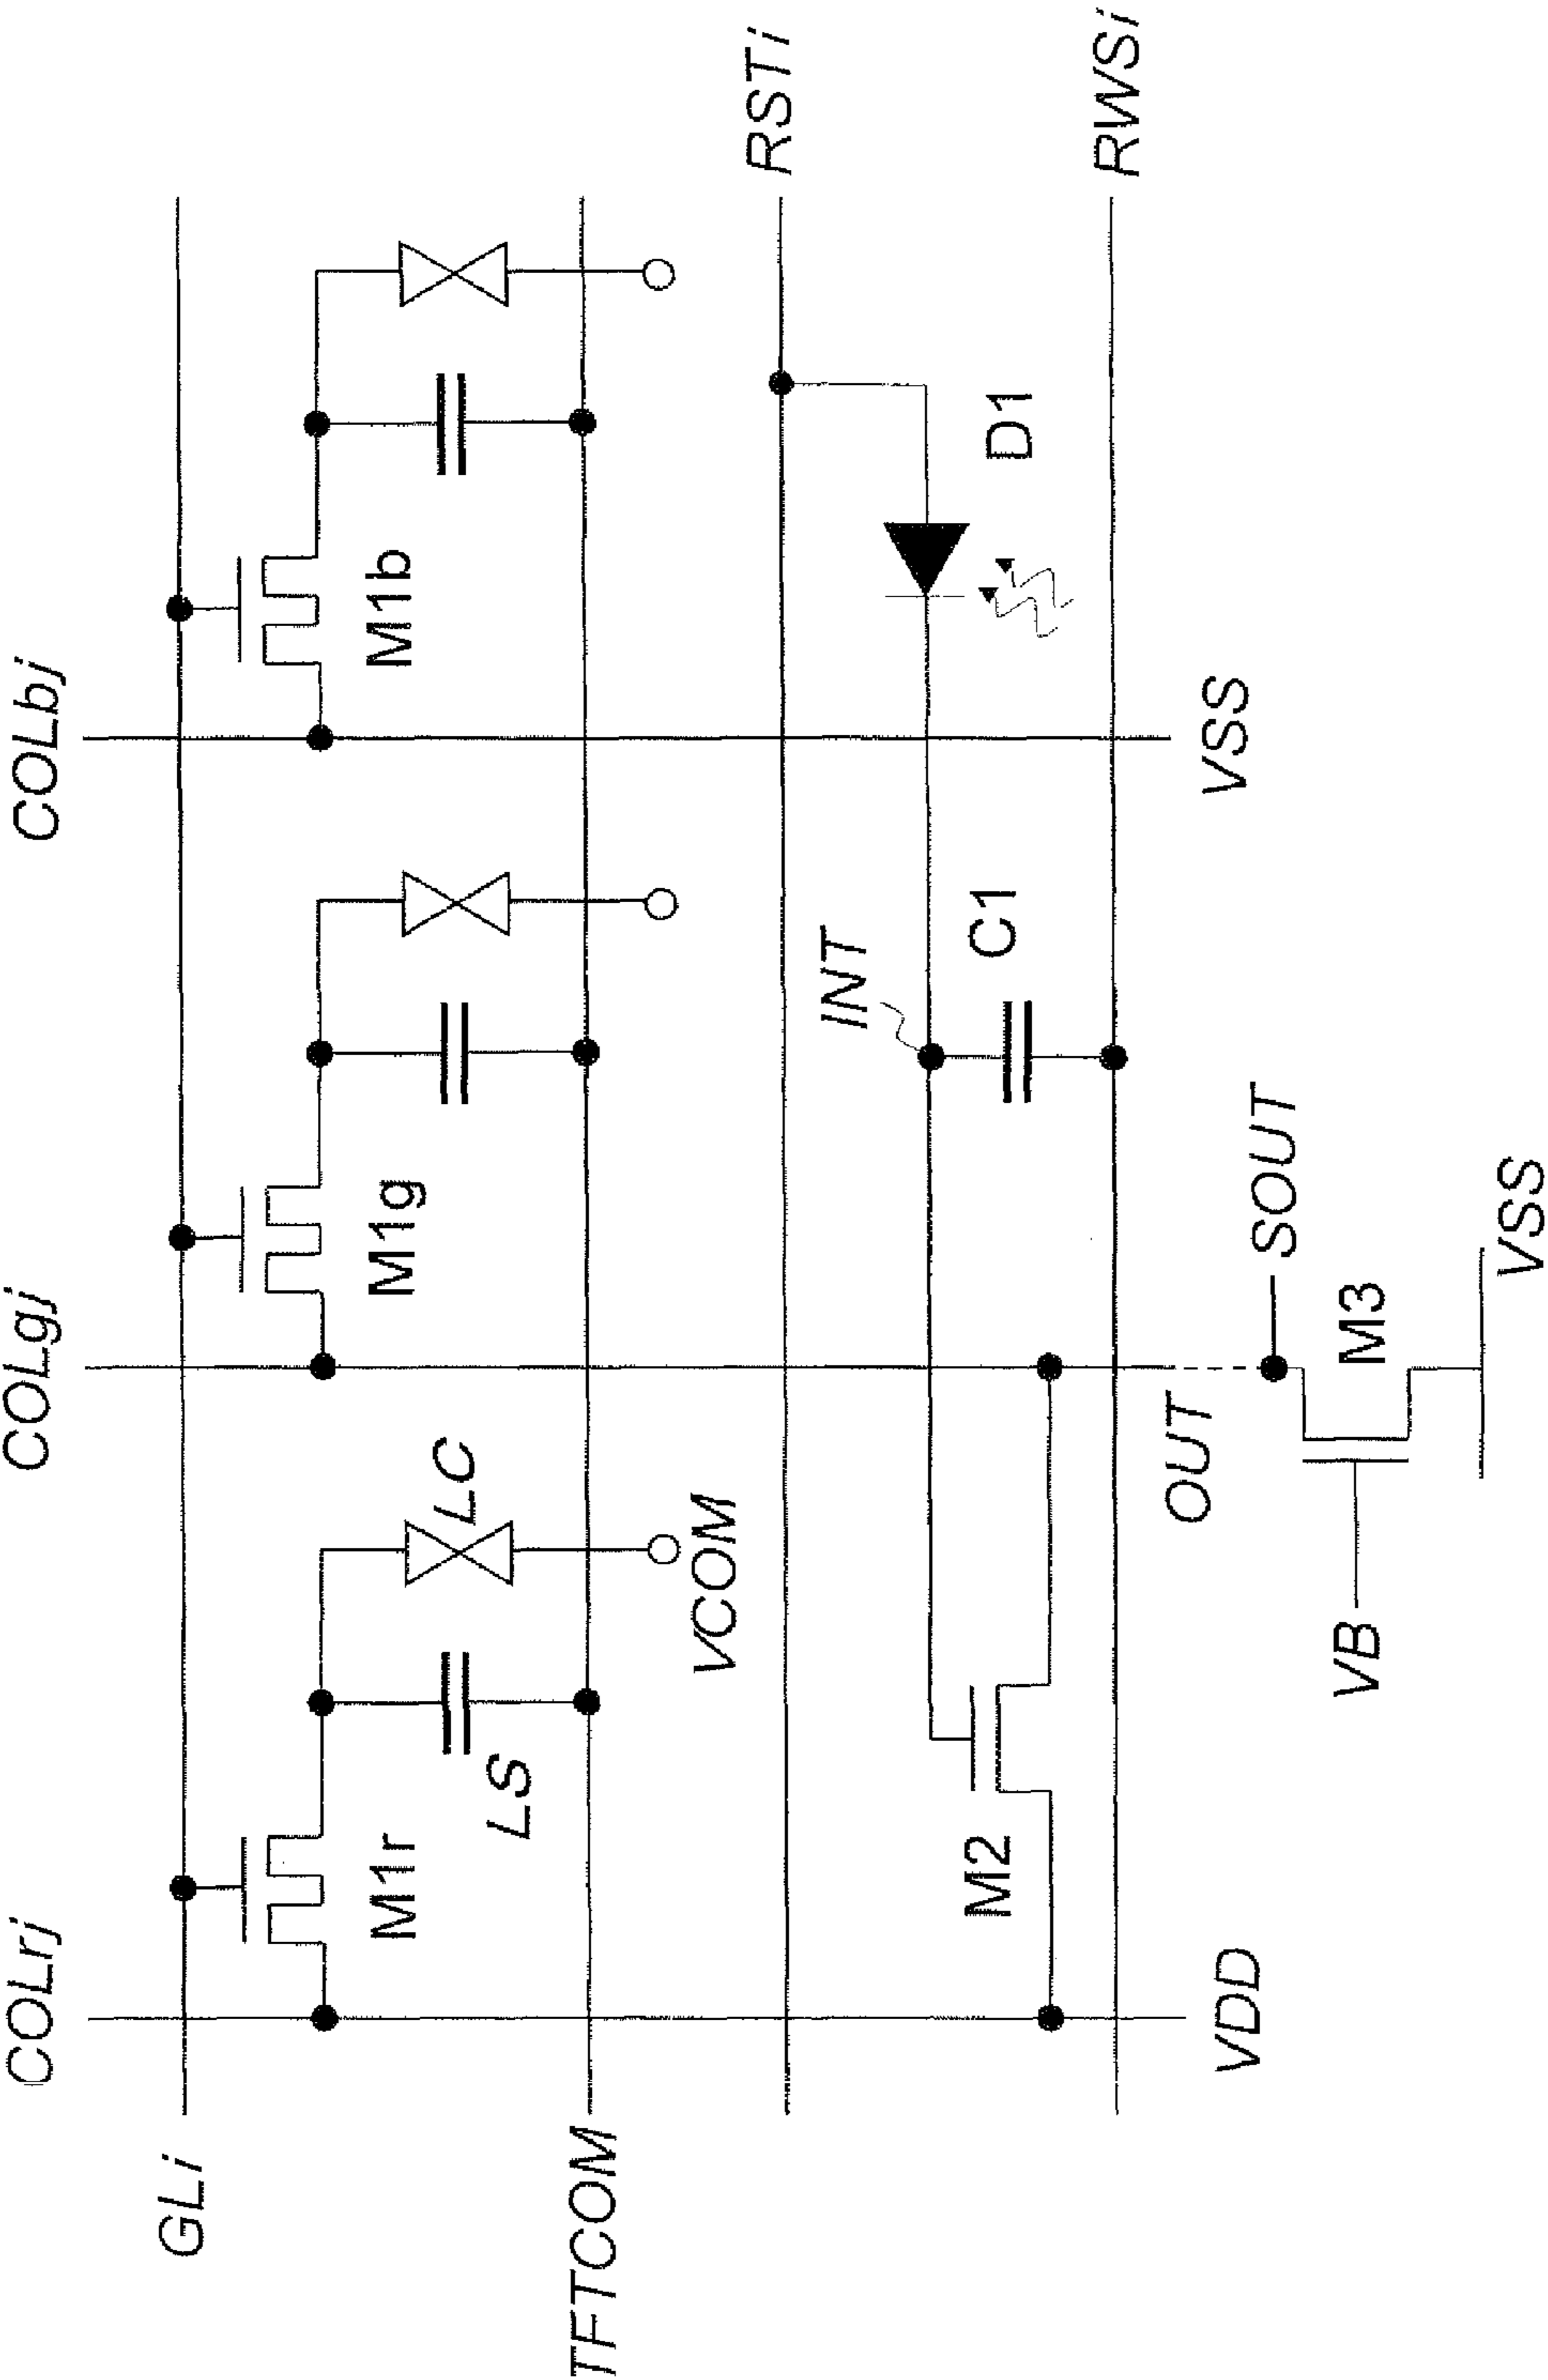 COLrj
COLgj
COLbj
GLi
M1r
M1g
M1b
LS
LC
TFTCOM
VCOM
RSTi
INT
M2
C1
D1
RWSi
VDD
OUT
VSS
SOUT
VB
M3
VSS